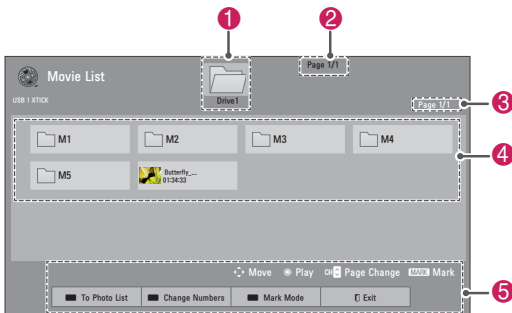 1
2
Page 1/1
Movie List
USB 1 XTICK
Drive1
Page 1/1
3
M1
M2
M3
M4
4
M5
Butterfly_...
01:34:33
Move
Play
CH
Page Change
MARK Mark
5
To Photo List
Change Numbers
Mark Mode
Exit